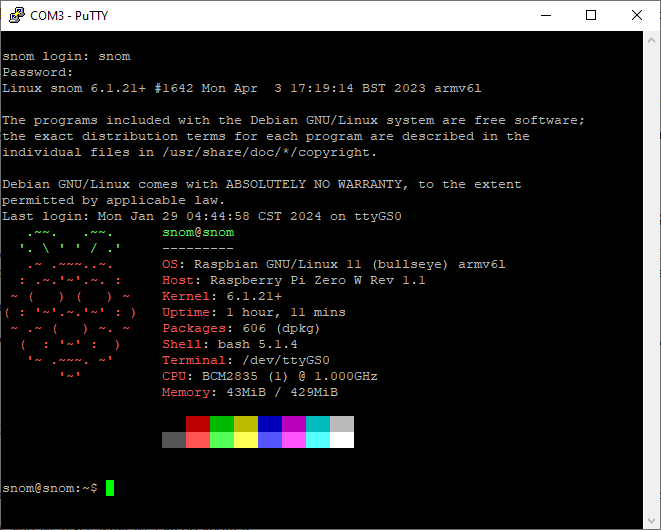 COM3 - PuTTY
snom login: snom
Password:
Linux snom 6.1.21+ #1642 Mon Apr  3 17:19:14 BST 2023 armv6l
The programs included with the Debian GNU/Linux system are free software;
the exact distribution terms for each program are described in the
individual files in /usr/share/doc/*/copyright.
Debian GNU/Linux comes with ABSOLUTELY NO WARRANTY, to the extent
permitted by applicable law.
Last login: Mon Jan 29 04:44:58 CST 2024 on ttyGS0
snom@snom
---------
OS: Raspbian GNU/Linux 11 (bullseye) armv6l
Host: Raspberry Pi Zero W Rev 1.1
Kernel: 6.1.21+
Uptime: 1 hour, 11 mins
Packages: 606 (dpkg)
Shell: bash 5.1.4
Terminal: /dev/ttyGS0
CPU: BCM2835 (1) @ 1.000GHz
Memory: 43MiB / 429MiB
snom@snom:~$